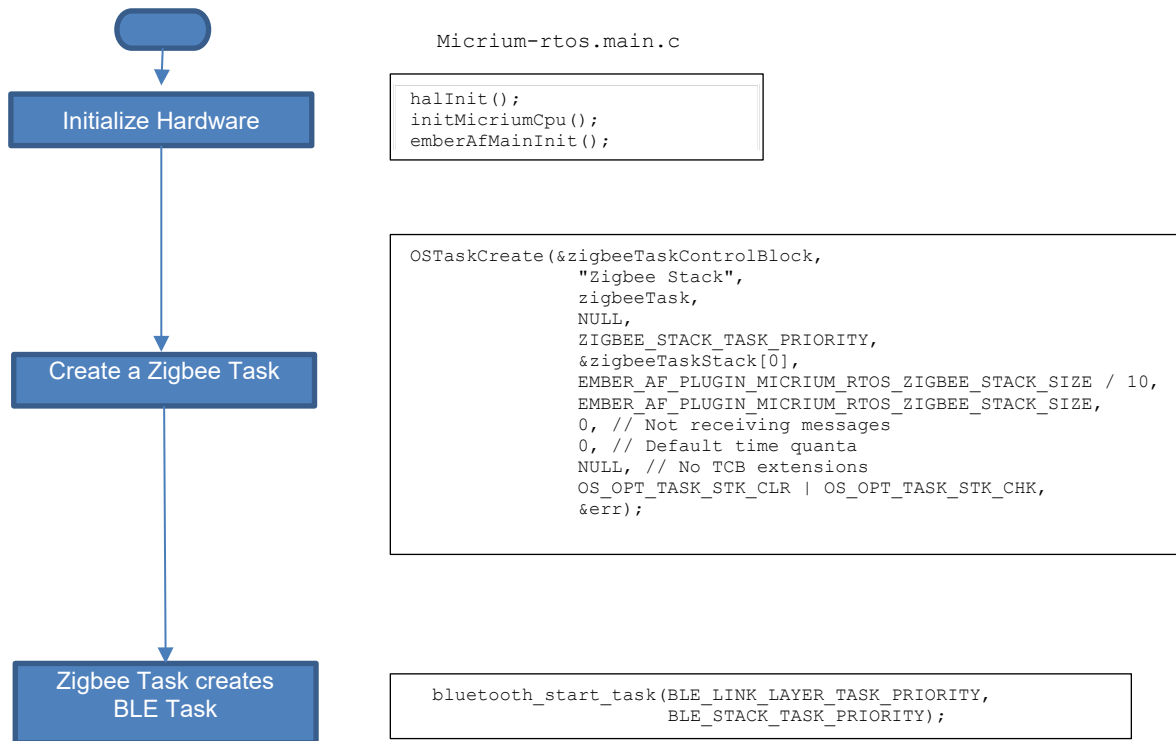 Micrium-rtos.main.c
Initialize Hardware
halInit();
initMicriumCpu();
emberAfMainInit();
Create a Zigbee Task
OSTaskCreate(&zigbeeTaskControlBlock,
"Zigbee Stack",
zigbeeTask,
NULL,
ZIGBEE_STACK_TASK_PRIORITY,
&zigbeeTaskStack[0],
EMBER_AF_PLUGIN_MICRIUM_RTOS_ZIGBEE_STACK_SIZE / 10,
EMBER_AF_PLUGIN_MICRIUM_RTOS_ZIGBEE_STACK_SIZE,
0, // Not receiving messages
0, // Default time quanta
NULL, // No TCB extensions
OS_OPT_TASK_STK_CLR | OS_OPT_TASK_STK_CHK,
&err);
Zigbee Task creates
BLE Task
bluetooth_start_task(BLE_LINK_LAYER_TASK_PRIORITY,
BLE_STACK_TASK_PRIORITY);